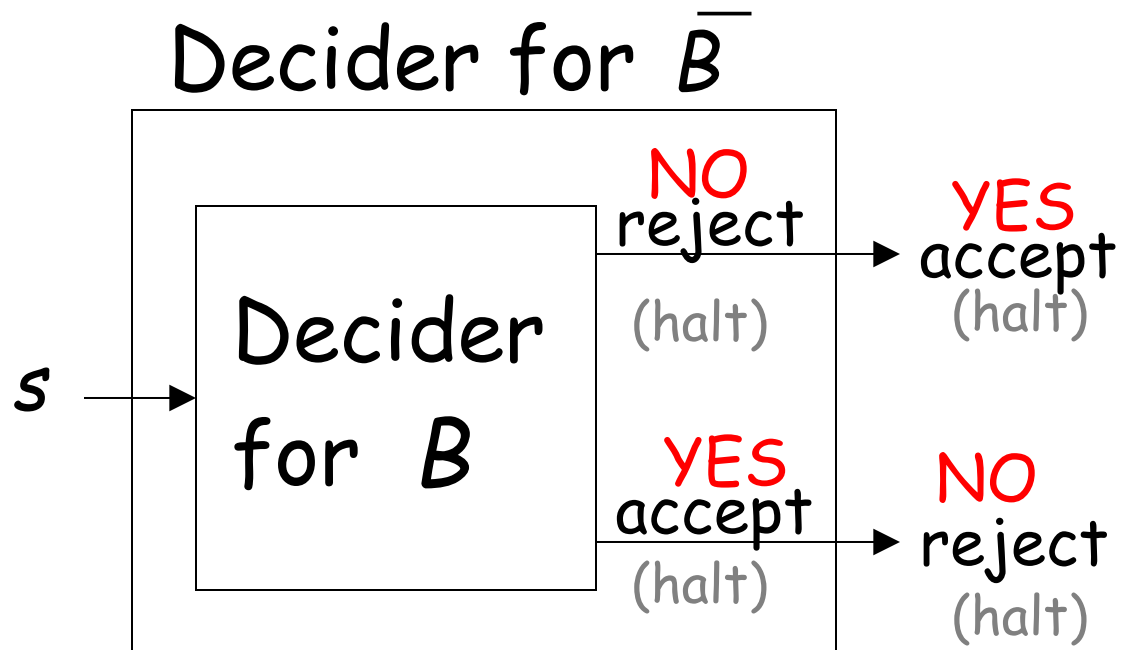 Decider for B̅
NO
reject
(halt)
YES
accept
(halt)
s
Decider
for B
YES
accept
(halt)
NO
reject
(halt)